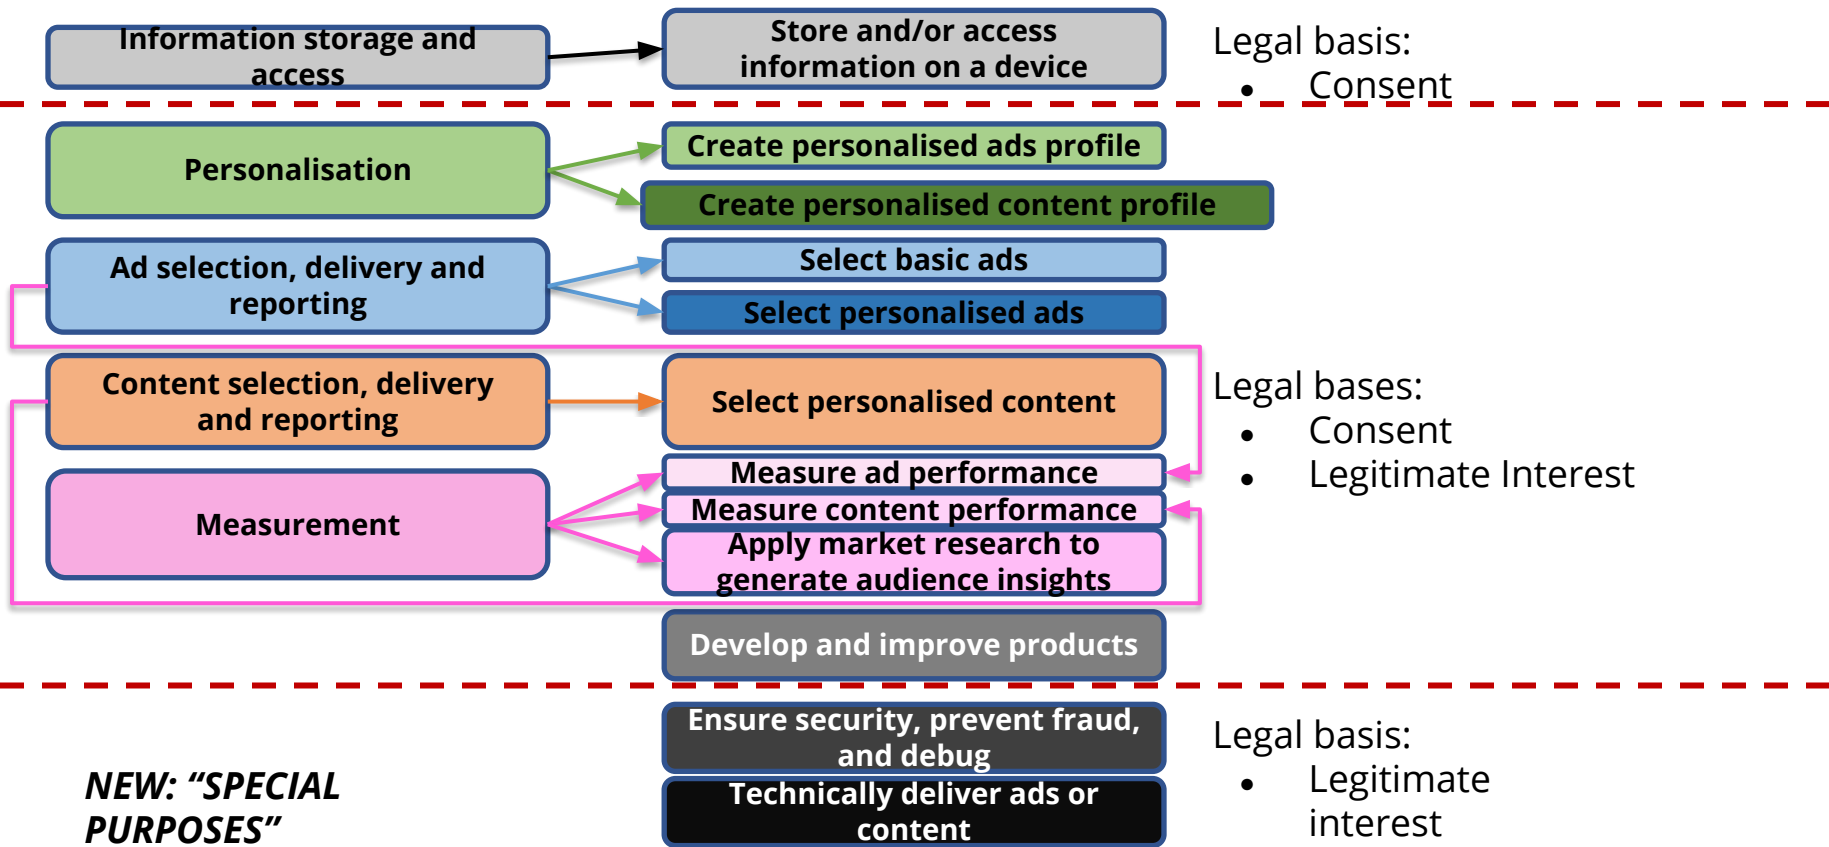 Information storage and
access
Store and/or access
information on a device
Legal basis:
• Consent
Personalisation
Create personalised ads profile
Create personalised content profile
Ad selection, delivery and
reporting
Select basic ads
Select personalised ads
Content selection, delivery
and reporting
Select personalised content
Legal bases:
• Consent
• Legitimate Interest
Measurement
Measure ad performance
Measure content performance
Apply market research to
generate audience insights
Develop and improve products
NEW: “SPECIAL
PURPOSES”
Ensure security, prevent fraud,
and debug
Technically deliver ads or
content
Legal basis:
• Legitimate
interest